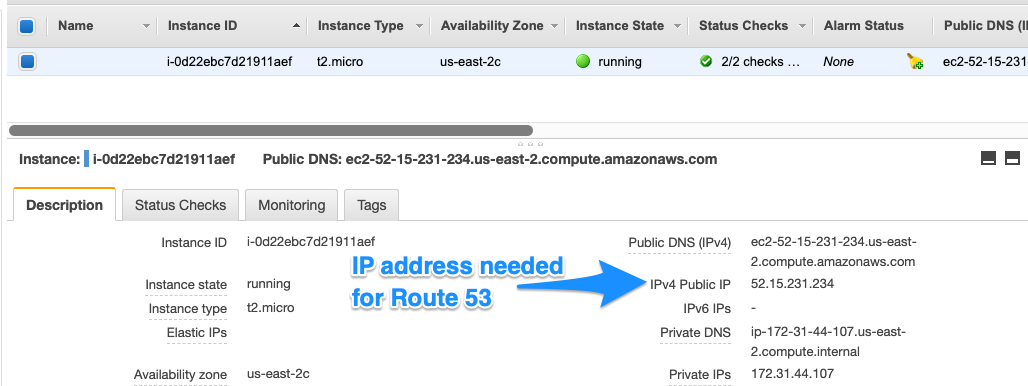 Name Instance ID Instance Type Availability Zone Instance State Status Checks Alarm Status Public DNS (I
i-0d22ebc7d21911aef t2.micro us-east-2c running 2/2 checks ... None ec2-52-15-231
Instance: i-0d22ebc7d21911aef Public DNS: ec2-52-15-231-234.us-east-2.compute.amazonaws.com
Description Status Checks Monitoring Tags
Instance ID i-0d22ebc7d21911aef Public DNS (IPv4) ec2-52-15-231-234.us-east-
2.compute.amazonaws.com
IP address needed
for Route 53
Instance state running IPv4 Public IP 52.15.231.234
Instance type t2.micro IPv6 IPs -
Elastic IPs Private DNS ip-172-31-44-107.us-east-
2.compute.internal
Availability zone us-east-2c Private IPs 172.31.44.107